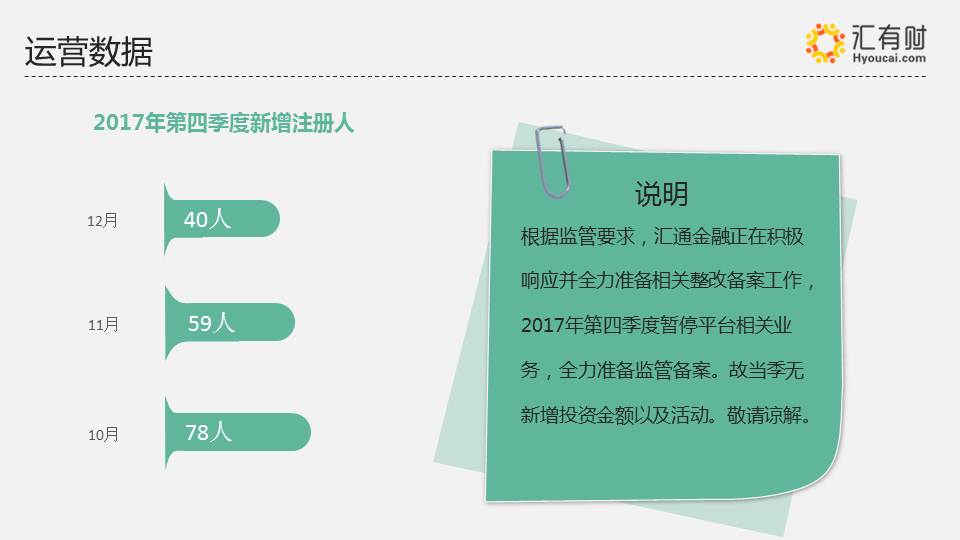 运营数据
汇有财
Hyoucai.com
2017年第四季度新增注册人
12月
40人
11月
59人
10月
78人
说明
根据监管要求，汇通金融正在积极
响应并全力准备相关整改备案工作，
2017年第四季度暂停平台相关业
务，全力准备监管备案。故当季无
新增投资金额以及活动。敬请谅解。